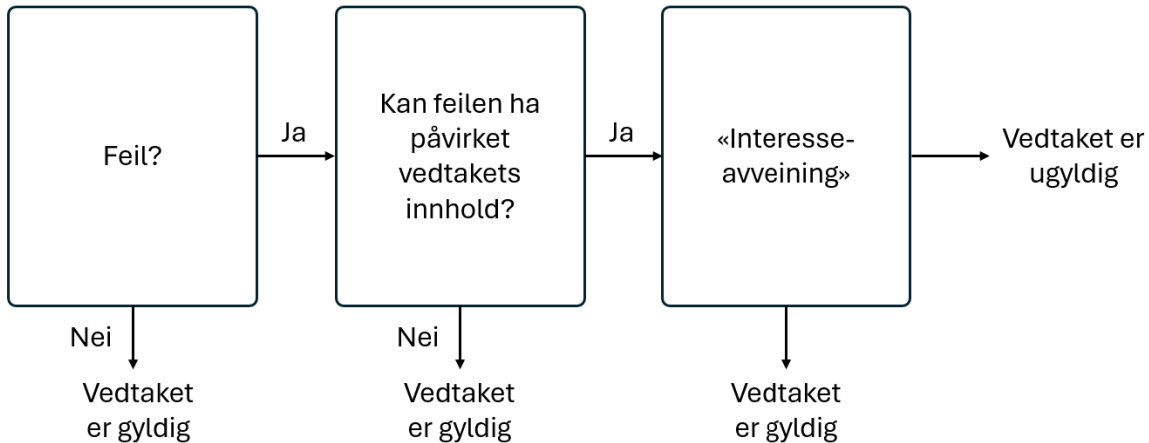 Feil?
Ja
Kan feilen ha
påvirket
vedtakets
innhold?
Ja
«Interesse-
avveining»
Vedtaket er
ugyldig
Nei
Vedtaket
er gyldig
Nei
Vedtaket
er gyldig
Vedtaket
er gyldig